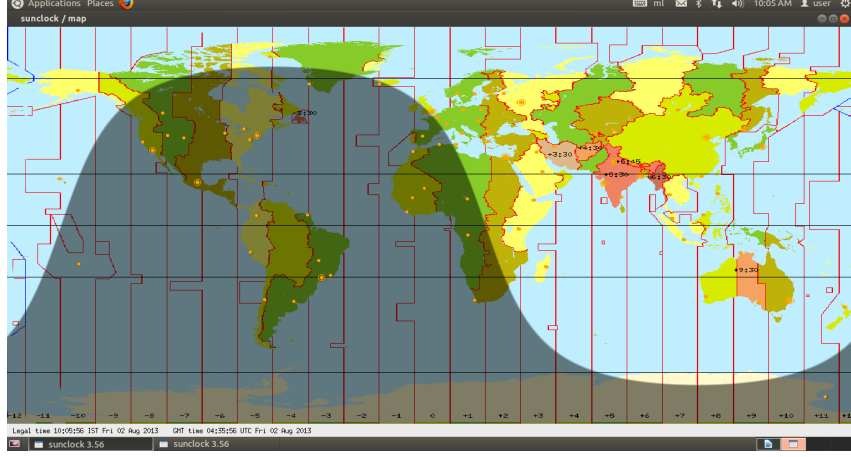 Applications Places ml 10:05 AM user
sunclock / map
-3:30
+3:30 +4:30 +5:45
+5:30 +6:30
+9:30
-12 -11 -10 -9 -8 -7 -6 -5 -4 -3 -2 -1 0 +1 +2 +3 +4 +5 +6 +7 +8 +9 +10 +11 +1
Legal time 10:05:56 IST Fri 02 Aug 2013 GMT time 04:35:56 UTC Fri 02 Aug 2013
sunclock 3.56 sunclock 3.56